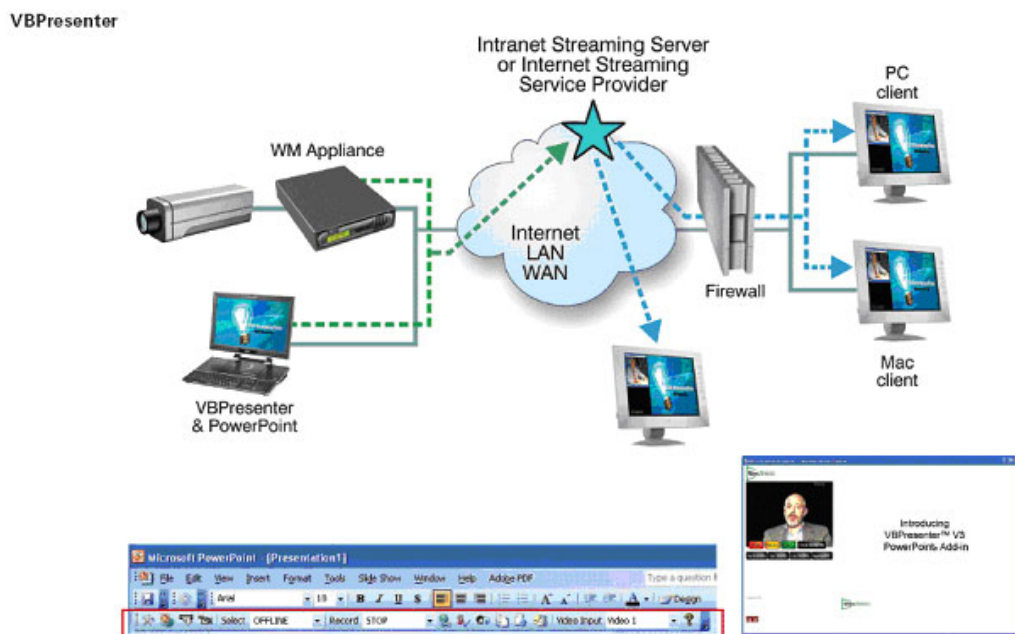 VBPresenter
Intranet Streaming Server
or Internet Streaming
Service Provider
PC
client
WM Appliance
Internet
LAN
WAN
Firewall
VBPresenter
& PowerPoint
Mac
client
Introducing
VBPresenter™ V3
PowerPoint® Add-in
Microsoft PowerPoint - [Presentation1]
File Edit View Insert Format Tools Slide Show Window Help Adobe PDF Type a question f
Arial 18 B I U S Design
Select OFFLINE Record STOP Video Input Video 1